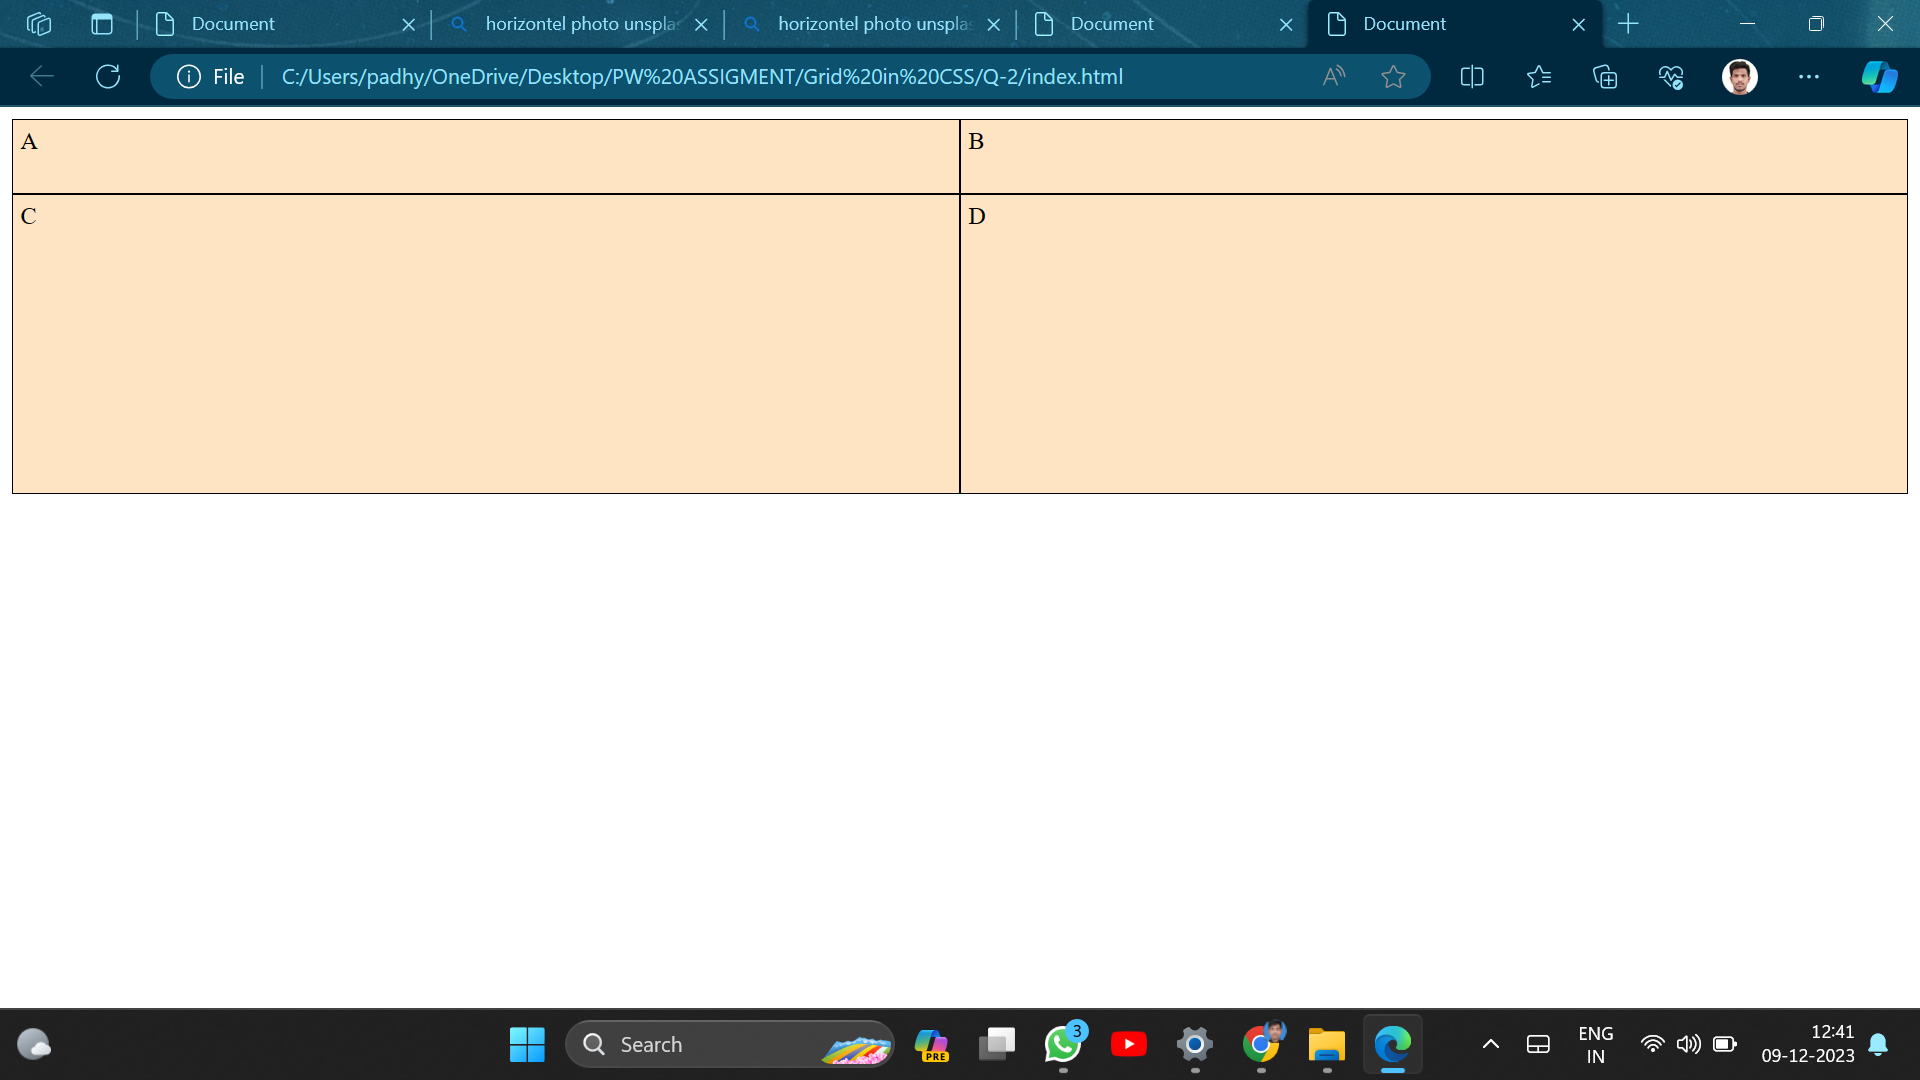 Document
horizontel photo unspla
horizontel photo unsplas
Document
Document
File
C:/Users/padhy/OneDrive/Desktop/PW%20ASSIGMENT/Grid%20in%20CSS/Q-2/index.html
A
B
C
D
Search
PRE
3
ENG
IN
12:41
09-12-2023